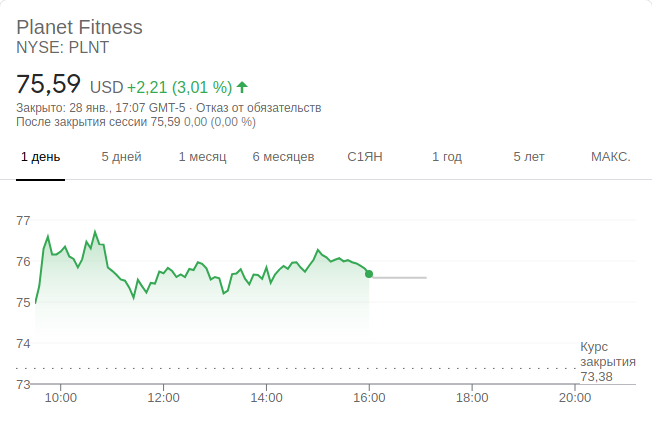 Planet Fitness
NYSE: PLNT
75,59 USD +2,21 (3,01 %)
Закрыто: 28 янв., 17:07 GMT-5 · Отказ от обязательств
После закрытия сессии 75,59 0,00 (0,00 %)
1 день 5 дней 1 месяц 6 месяцев С1ЯН 1 год 5 лет МАКС.
77
76
75
74
Курс
закрытия
73,38
73
10:00 12:00 14:00 16:00 18:00 20:00